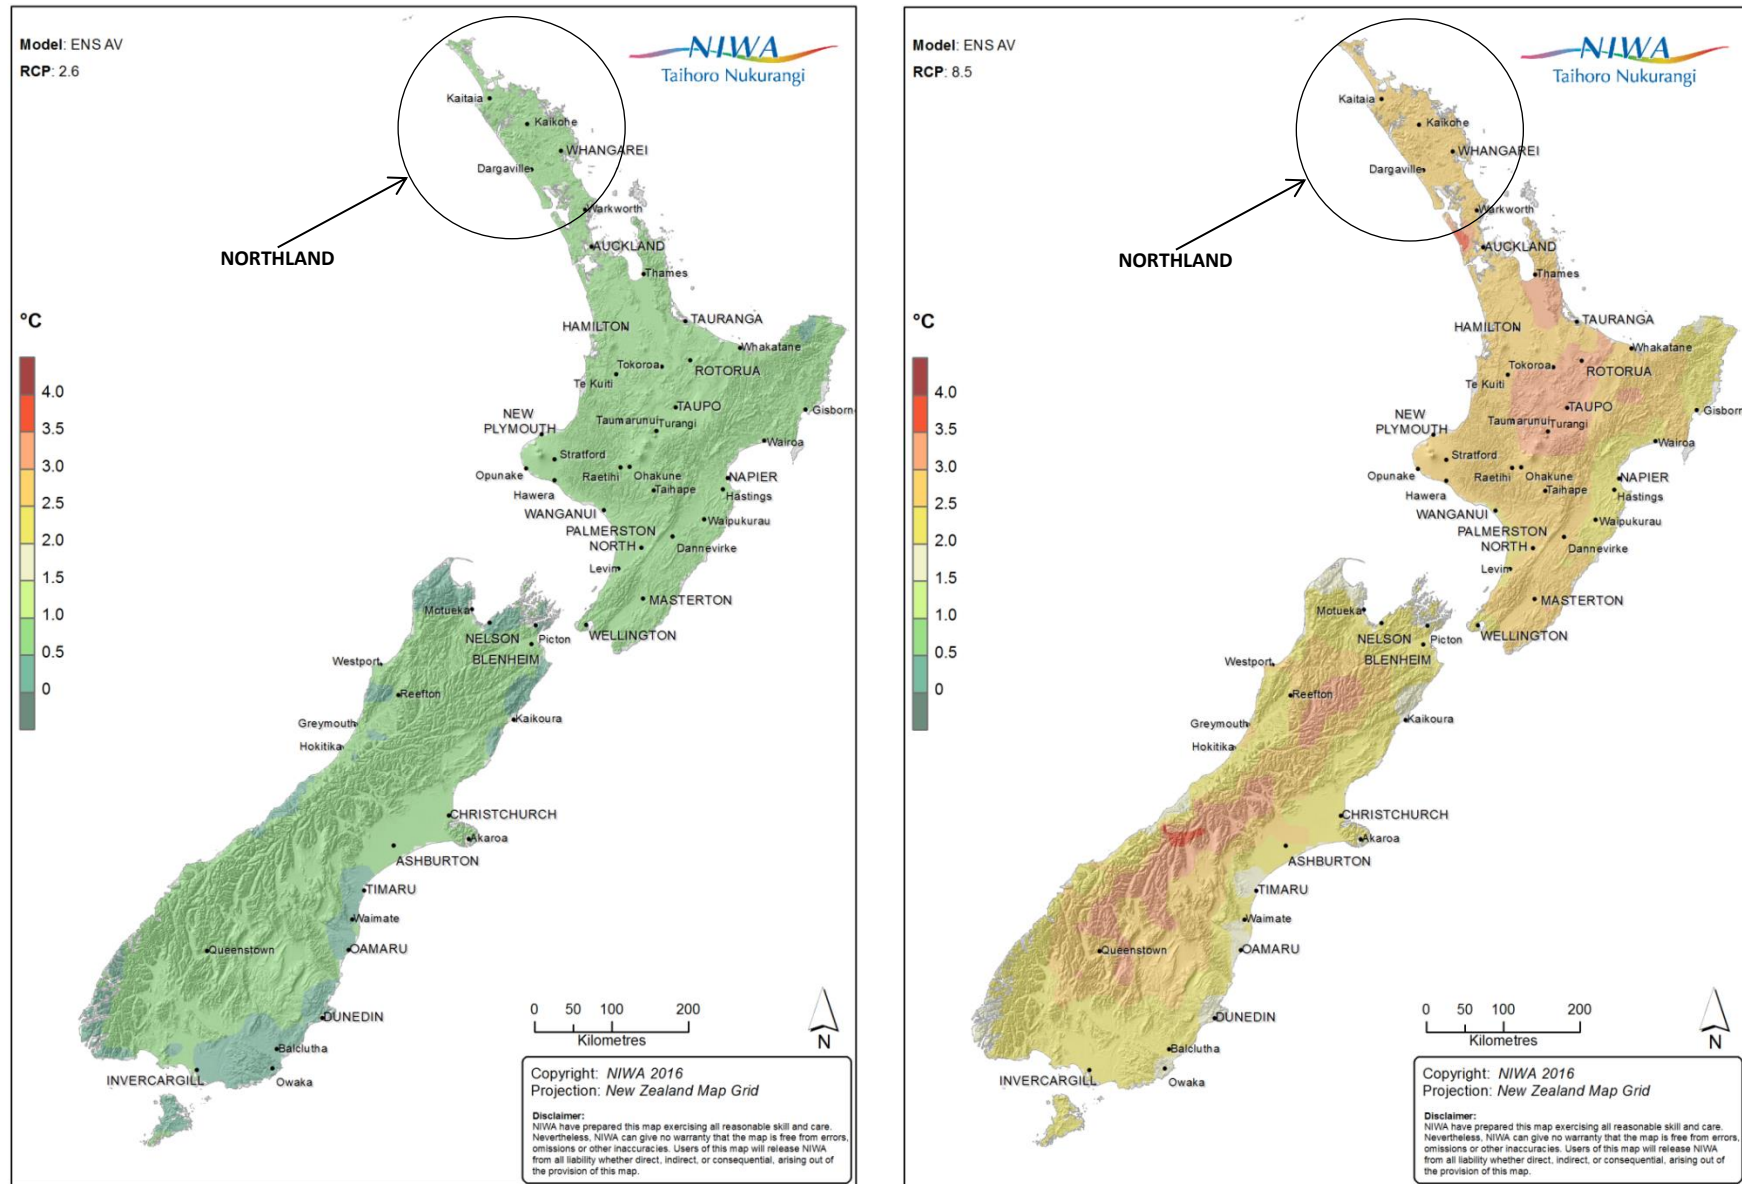 Model: ENS AV
RCP: 2.6
NIWA
Taihoro Nukurangi
Kaitaia
Kaikohe
WHANGAREI
Dargaville
NORTHLAND
Warkworth
AUCKLAND
Thames
°C
4.0
3.5
3.0
2.5
2.0
1.5
1.0
0.5
0
HAMILTON
TAURANGA
Whakatane
Tokoroa
ROTORUA
Te Kuiti
TAUPO
Gisborn
NEW
PLYMOUTH
Taumarunui
Turangi
Wairoa
Stratford
Opunake
Raetihi
Ohakune
NAPIER
Hawera
Taihape
Hastings
WANGANUI
Waipukurau
PALMERSTON
NORTH
Dannevirke
Levin
MASTERTON
Motueka
NELSON
Picton
WELLINGTON
BLENHEIM
Westport
Reefton
Kaikoura
Greymouth
Hokitika
CHRISTCHURCH
Akaroa
ASHBURTON
TIMARU
Waimate
Queenstown
OAMARU
DUNEDIN
Balclutha
INVERCARGILL
Owaka
0 50 100 200
Kilometres
N
Copyright: NIWA 2016
Projection: New Zealand Map Grid
Disclaimer:
NIWA have prepared this map exercising all reasonable skill and care.
Nevertheless, NIWA can give no warranty that the map is free from errors,
omissions or other inaccuracies. Users of this map will release NIWA
from all liability whether direct, indirect, or consequential, arising out of
the provision of this map.
Model: ENS AV
RCP: 8.5
NIWA
Taihoro Nukurangi
Kaitaia
Kaikohe
WHANGAREI
Dargaville
NORTHLAND
Warkworth
AUCKLAND
Thames
°C
4.0
3.5
3.0
2.5
2.0
1.5
1.0
0.5
0
HAMILTON
TAURANGA
Whakatane
Tokoroa
ROTORUA
Te Kuiti
TAUPO
Gisborn
NEW
PLYMOUTH
Taumarunui
Turangi
Wairoa
Stratford
Opunake
Raetihi
Ohakune
NAPIER
Hawera
Taihape
Hastings
WANGANUI
Waipukurau
PALMERSTON
NORTH
Dannevirke
Levin
MASTERTON
Motueka
NELSON
Picton
WELLINGTON
BLENHEIM
Westport
Reefton
Kaikoura
Greymouth
Hokitika
CHRISTCHURCH
Akaroa
ASHBURTON
TIMARU
Waimate
Queenstown
OAMARU
DUNEDIN
Balclutha
INVERCARGILL
Owaka
0 50 100 200
Kilometres
N
Copyright: NIWA 2016
Projection: New Zealand Map Grid
Disclaimer:
NIWA have prepared this map exercising all reasonable skill and care.
Nevertheless, NIWA can give no warranty that the map is free from errors,
omissions or other inaccuracies. Users of this map will release NIWA
from all liability whether direct, indirect, or consequential, arising out of
the provision of this map.